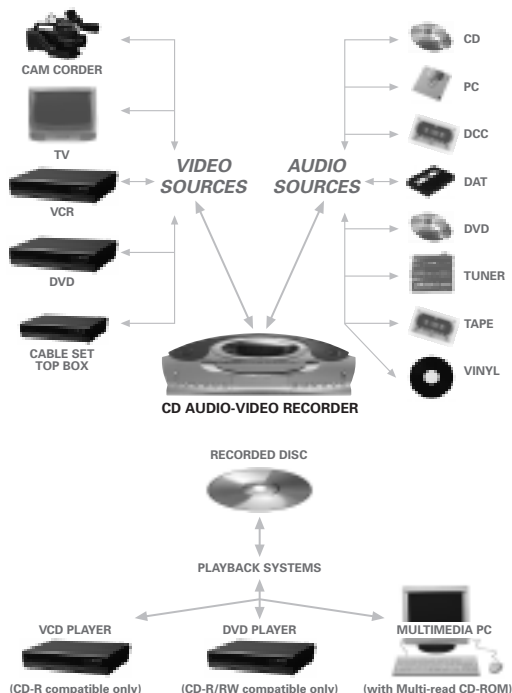 CAM CORDER
TV
VCR
DVD
CABLE SET
TOP BOX
VIDEO
SOURCES
AUDIO
SOURCES
CD
PC
DCC
DAT
DVD
TUNER
TAPE
VINYL
CD AUDIO-VIDEO RECORDER
RECORDED DISC
PLAYBACK SYSTEMS
VCD PLAYER
(CD-R compatible only)
DVD PLAYER
(CD-R/RW compatible only)
MULTIMEDIA PC
(with Multi-read CD-ROM)